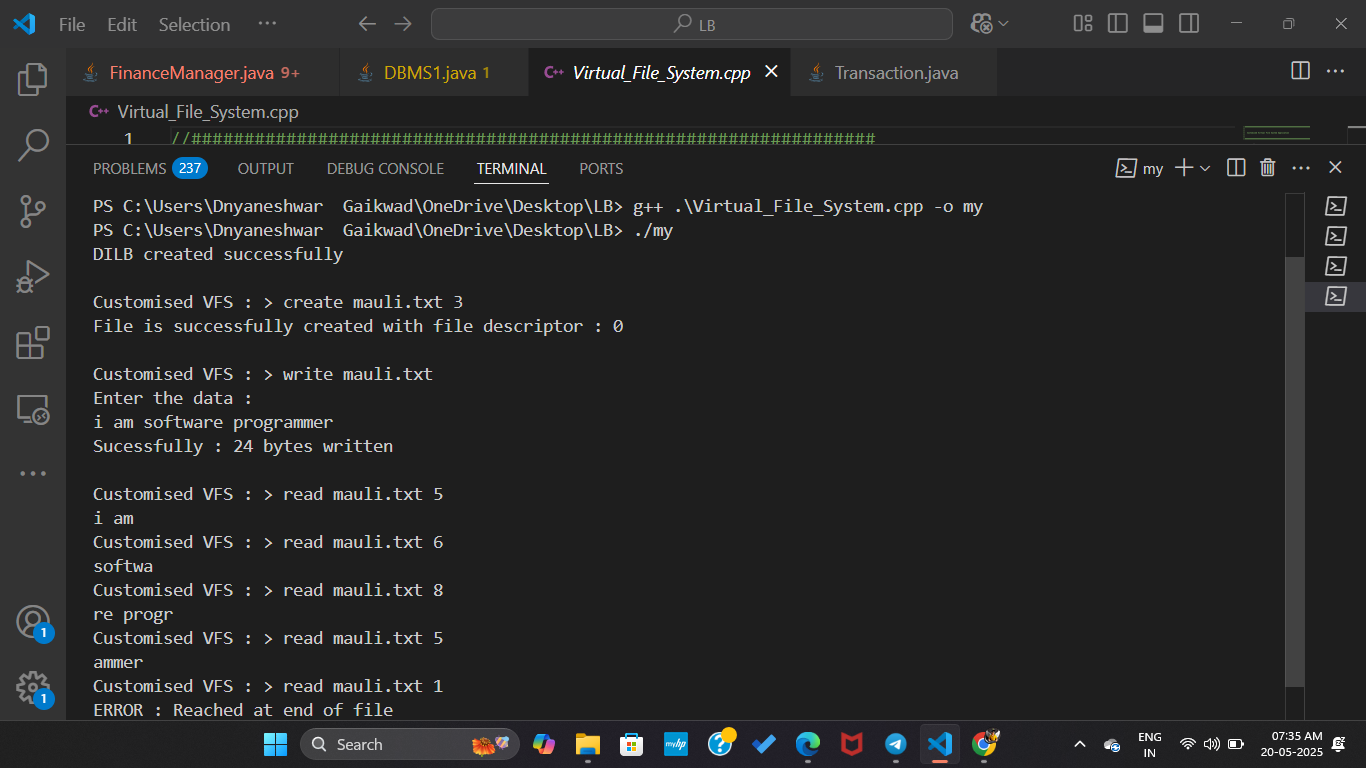 File Edit Selection ··· LB
FinanceManager.java 9+ DBMS1.java 1 Virtual_File_System.cpp Transaction.java
Virtual_File_System.cpp
1 //#################################################################
PROBLEMS 237 OUTPUT DEBUG CONSOLE TERMINAL PORTS my
PS C:\Users\Dnyaneshwar  Gaikwad\OneDrive\Desktop\LB> g++ .\Virtual_File_System.cpp -o my
PS C:\Users\Dnyaneshwar  Gaikwad\OneDrive\Desktop\LB> ./my
DILB created successfully
Customised VFS : > create mauli.txt 3
File is successfully created with file descriptor : 0
Customised VFS : > write mauli.txt
Enter the data :
i am software programmer
Sucessfully : 24 bytes written
Customised VFS : > read mauli.txt 5
i am
Customised VFS : > read mauli.txt 6
softwa
Customised VFS : > read mauli.txt 8
re progr
Customised VFS : > read mauli.txt 5
ammer
Customised VFS : > read mauli.txt 1
ERROR : Reached at end of file
1
1
Search myhp ENG 07:35 AM
IN 20-05-2025